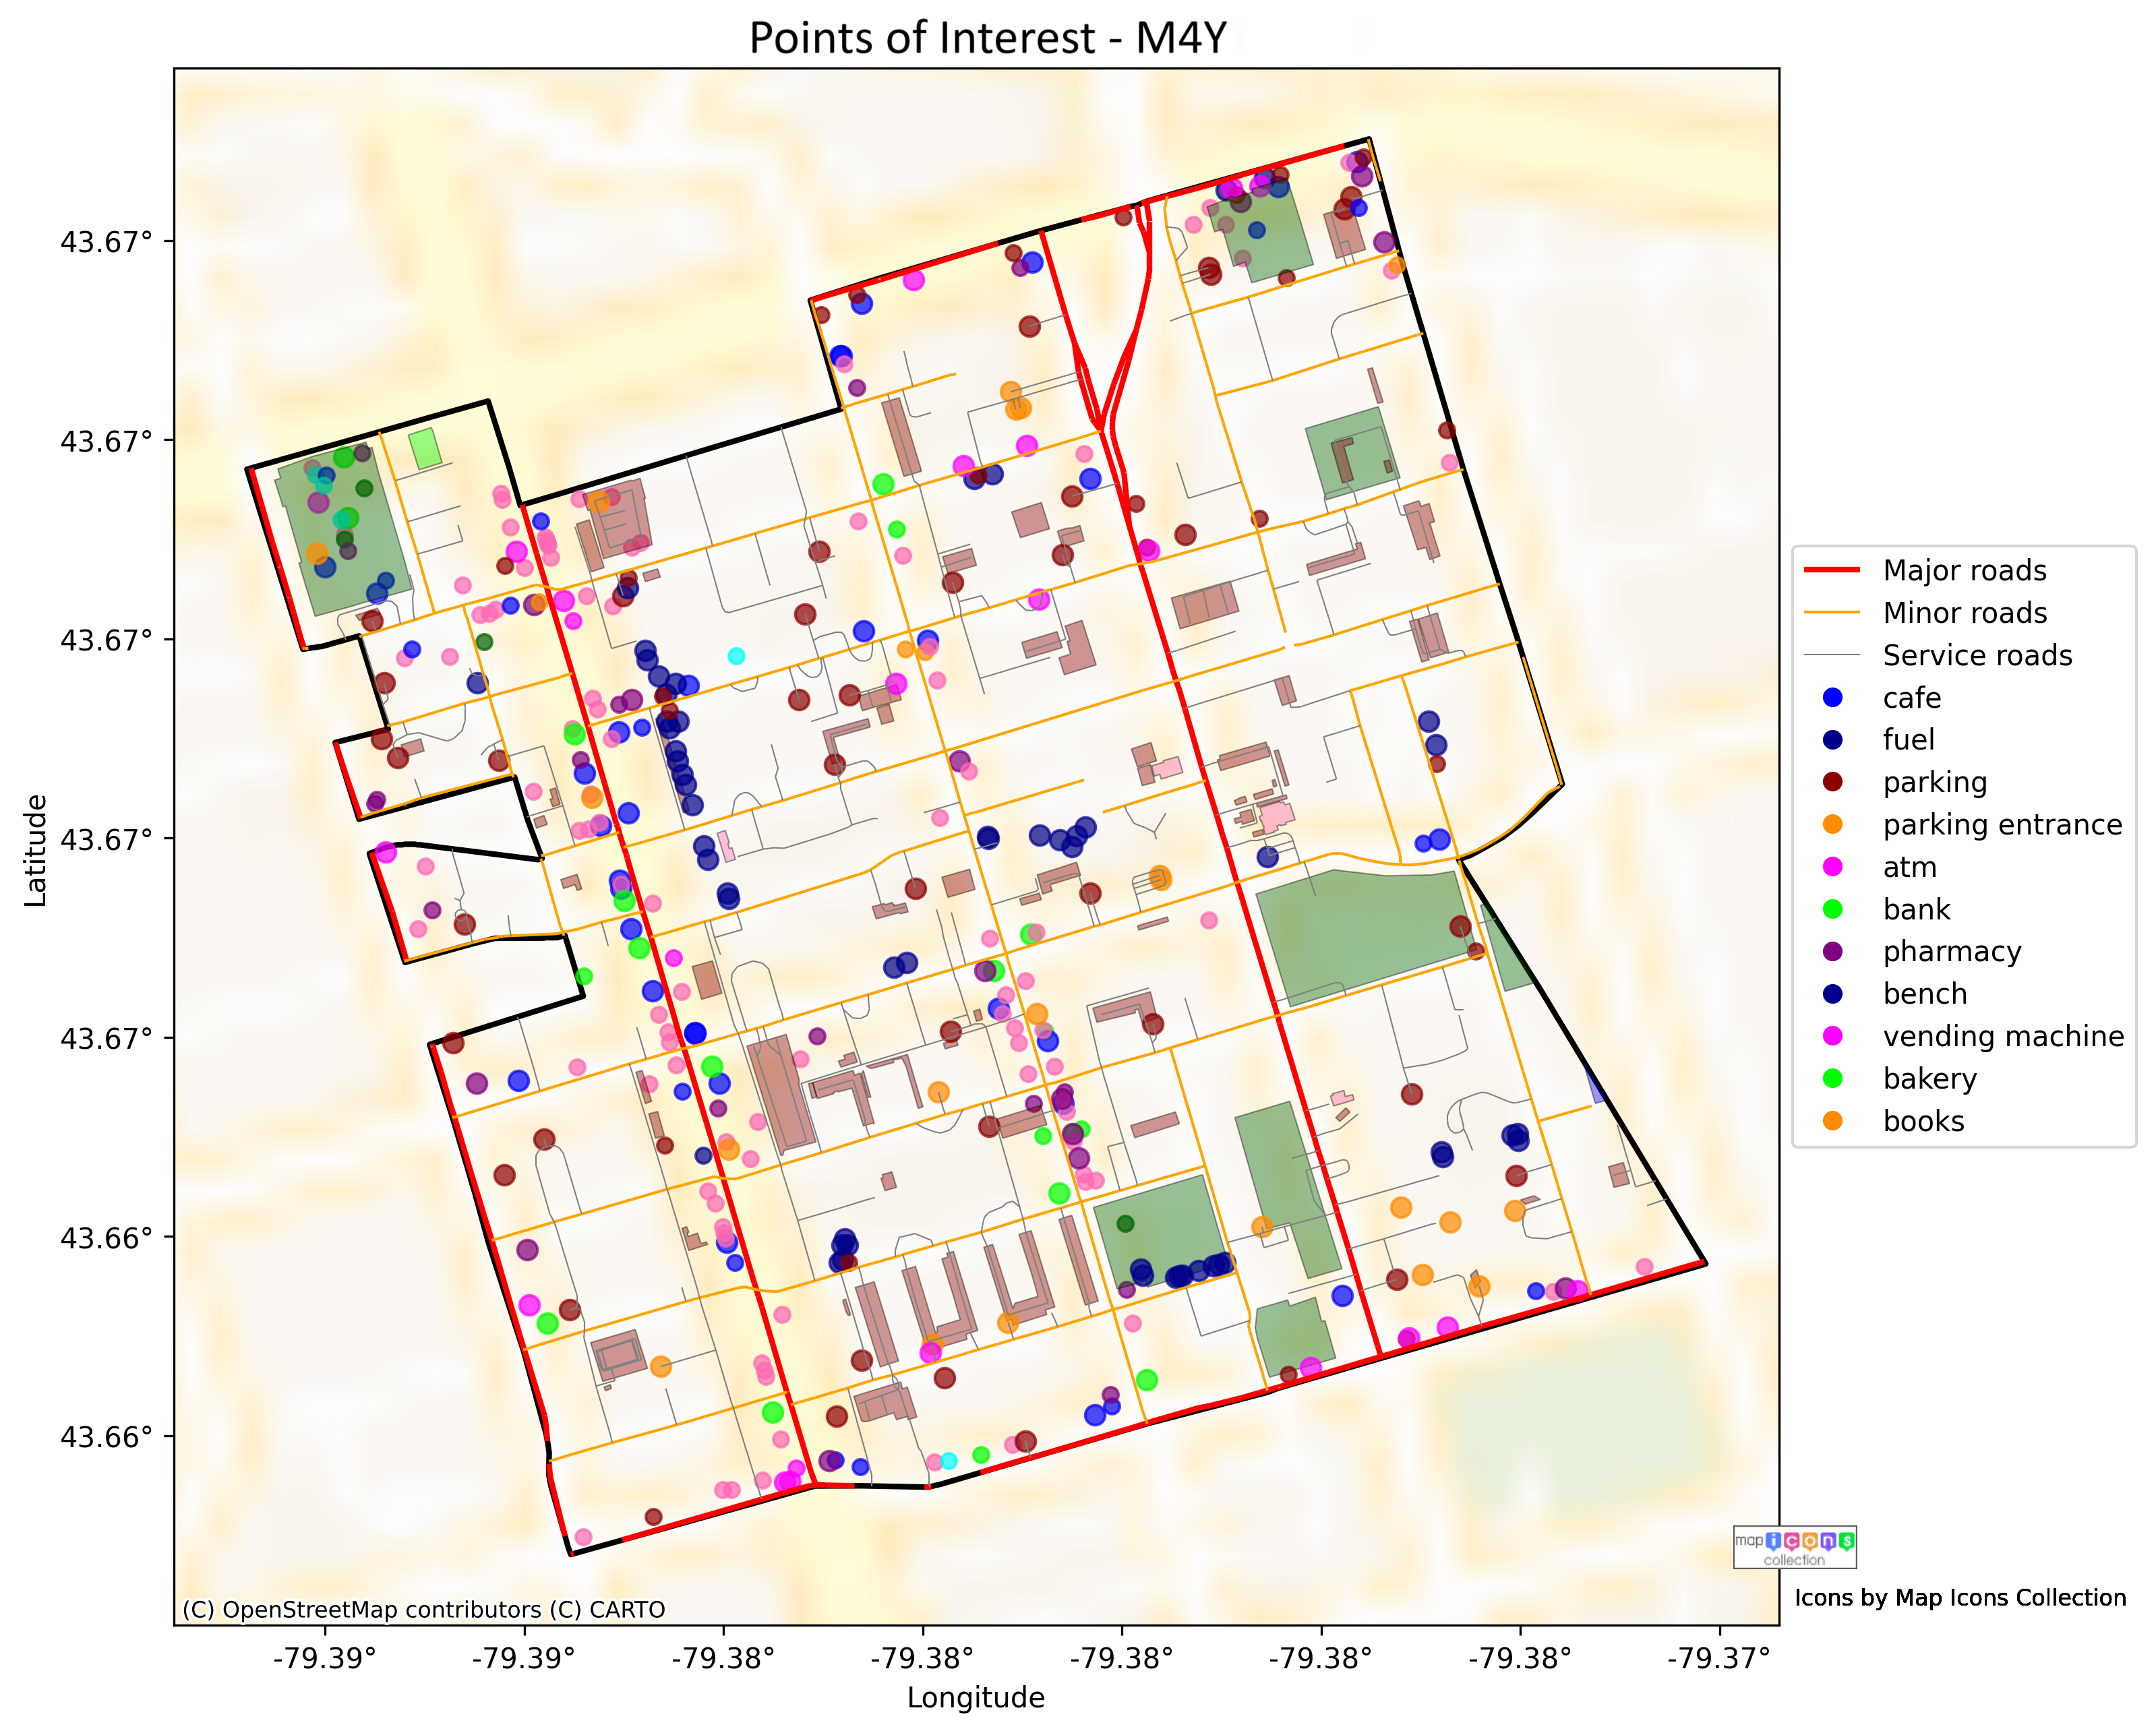 Points of Interest - M4Y
43.67°
43.67°
43.67°
43.67°
43.67°
43.66°
43.66°
Latitude
-79.39°
-79.39°
-79.38°
-79.38°
-79.38°
-79.38°
-79.38°
-79.37°
Longitude
Major roads
Minor roads
Service roads
cafe
fuel
parking
parking entrance
atm
bank
pharmacy
bench
vending machine
bakery
books
map icons
collection
Icons by Map Icons Collection
(C) OpenStreetMap contributors (C) CARTO